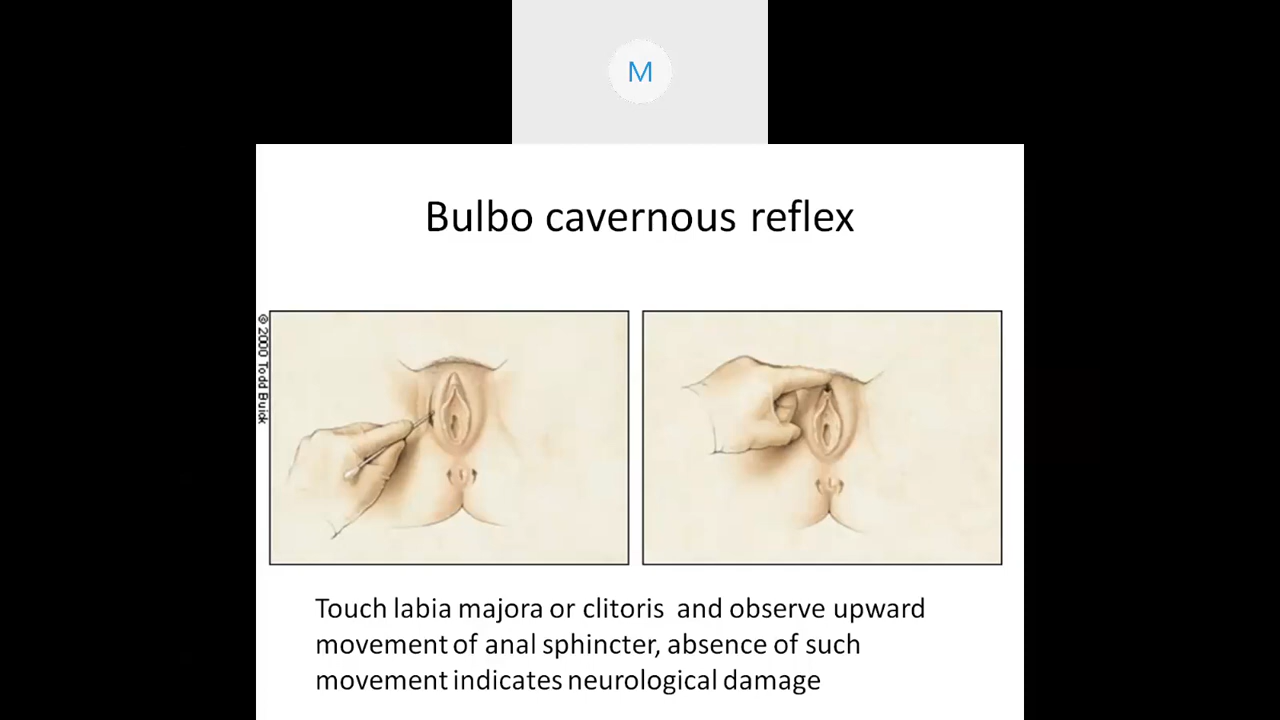 M
Bulbo cavernous reflex
© 2000 Todd Buick
Touch labia majora or clitoris and observe upward
movement of anal sphincter, absence of such
movement indicates neurological damage